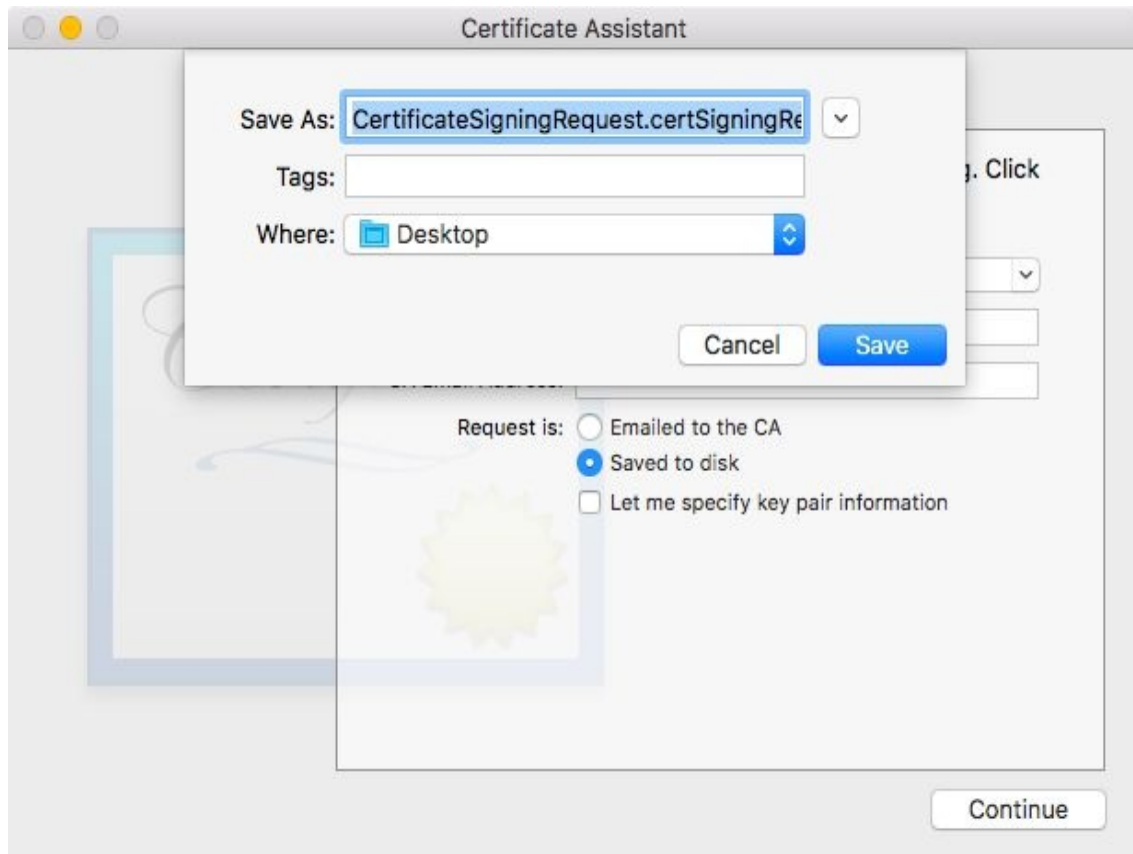 Certificate Assistant
Save As: CertificateSigningRequest.certSigningRe
Tags:
. Click
Where: Desktop
Cancel Save
Request is: Emailed to the CA
Saved to disk
Let me specify key pair information
Continue